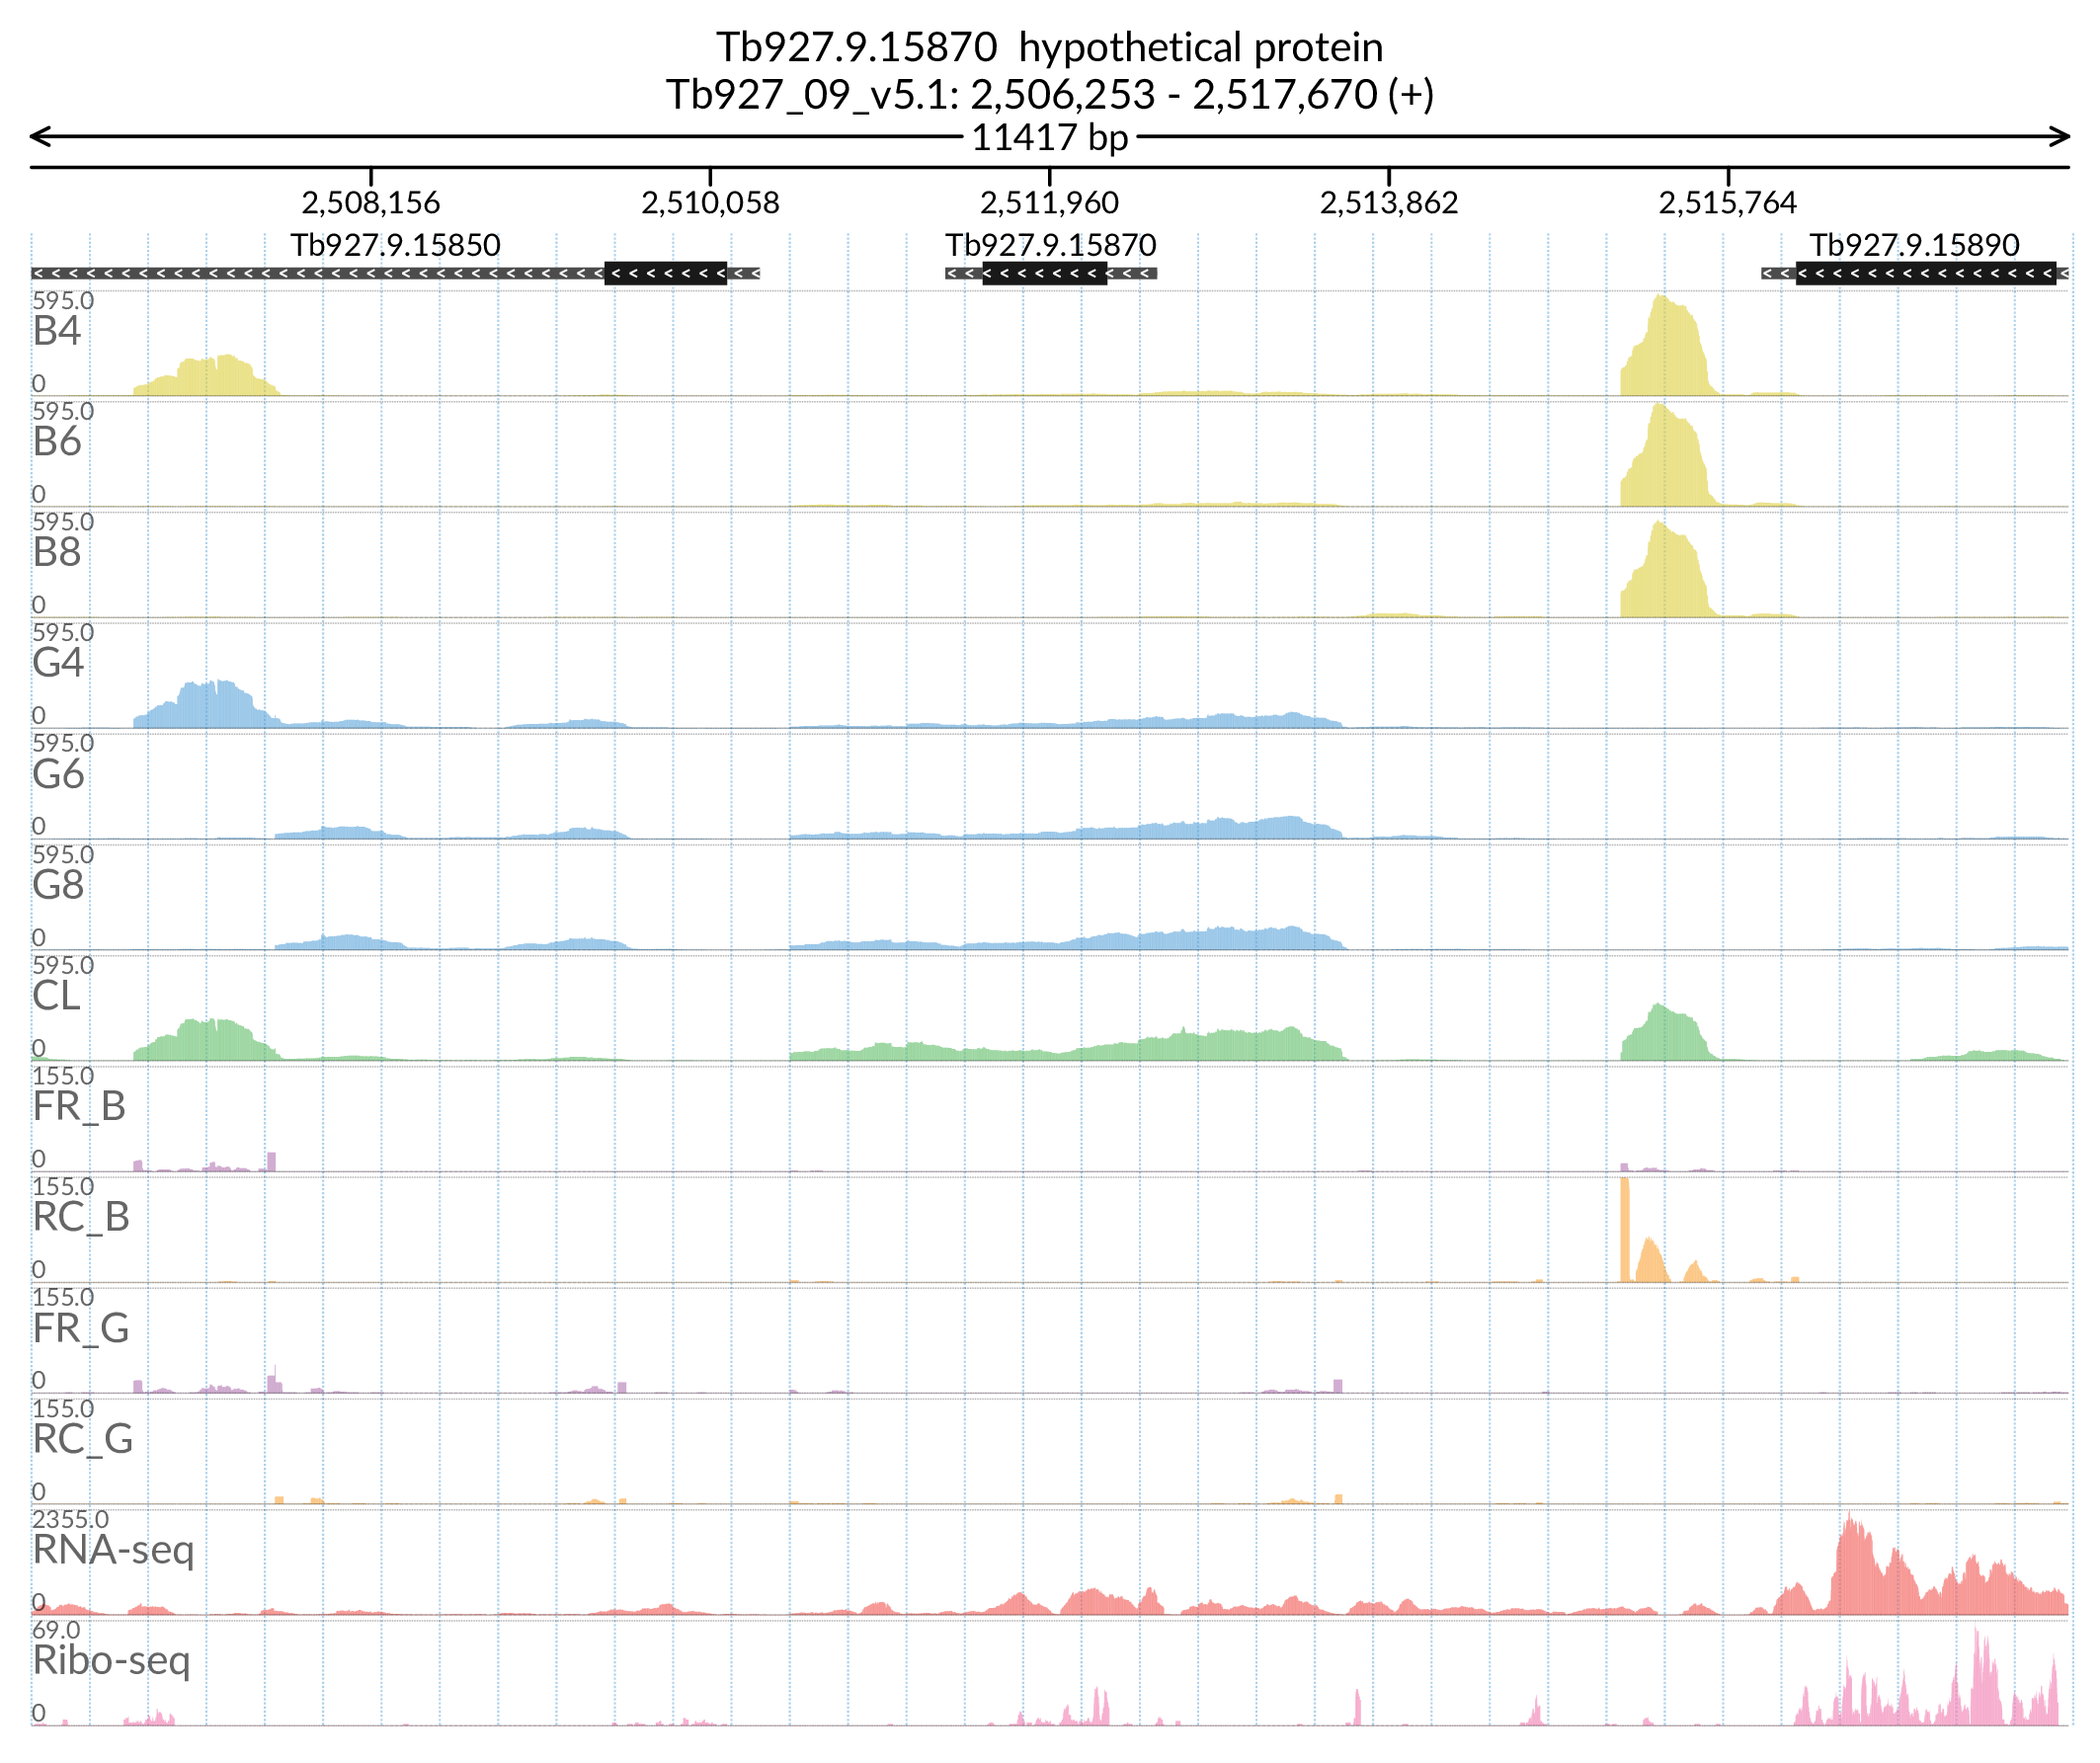 Tb927.9.15870 hypothetical protein
Tb927_09_v5.1: 2,506,253 - 2,517,670 (+)
11417 bp
2,508,156 2,510,058 2,511,960 2,513,862 2,515,764
Tb927.9.15850 Tb927.9.15870 Tb927.9.15890
595.0
B4
0
595.0
B6
0
595.0
B8
0
595.0
G4
0
595.0
G6
0
595.0
G8
0
595.0
CL
0
155.0
FR_B
0
155.0
RC_B
0
155.0
FR_G
0
155.0
RC_G
0
2355.0
RNA-seq
0
69.0
Ribo-seq
0